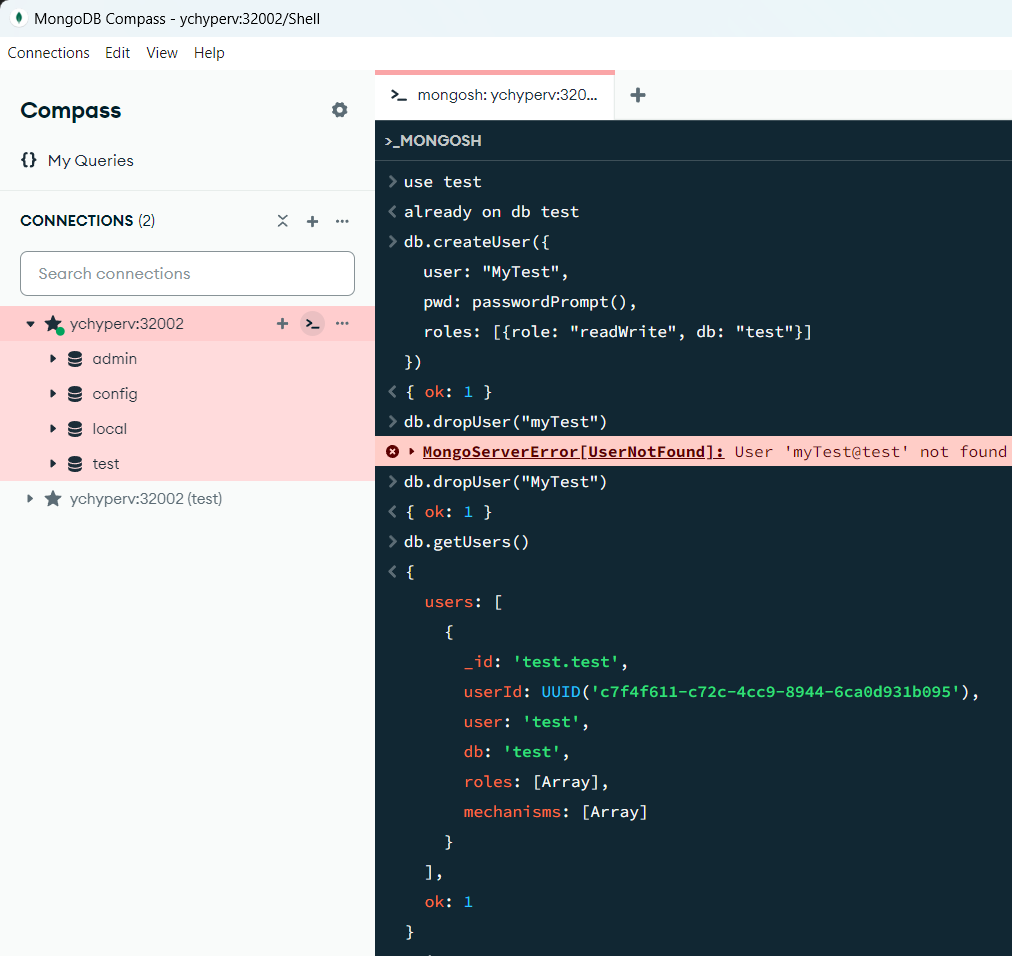 MongoDB Compass - ychyperv:32002/Shell
Connections Edit View Help
Compass
{} My Queries
CONNECTIONS (2)
Search connections
ychyperv:32002
admin
config
local
test
ychyperv:32002 (test)
>_ mongosh: ychyperv:320...
>_MONGOSH
> use test
< already on db test
> db.createUser({
user: "MyTest",
pwd: passwordPrompt(),
roles: [{role: "readWrite", db: "test"}]
})
< { ok: 1 }
> db.dropUser("myTest")
MongoServerError[UserNotFound]: User 'myTest@test' not found
> db.dropUser("MyTest")
< { ok: 1 }
> db.getUsers()
< {
users: [
{
_id: 'test.test',
userId: UUID('c7f4f611-c72c-4cc9-8944-6ca0d931b095'),
user: 'test',
db: 'test',
roles: [Array],
mechanisms: [Array]
}
],
ok: 1
}